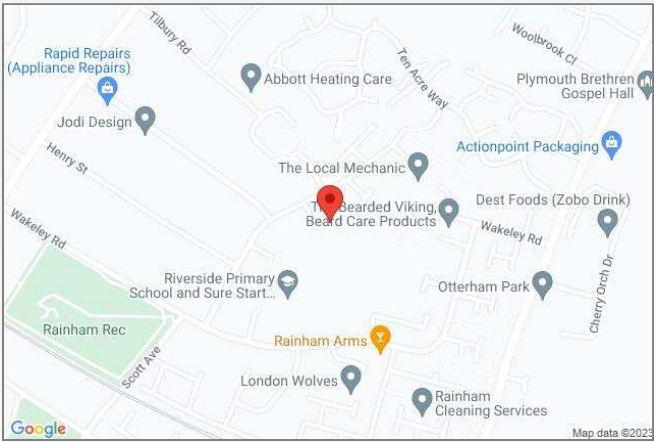 Tilbury Rd
Woolbrook Cl
Rapid Repairs
(Appliance Repairs)
Ten Acre Way
Abbott Heating Care
Plymouth Brethren
Gospel Hall
Jodi Design
Henry St
Actionpoint Packaging
The Local Mechanic
Bearded Viking,
Beard Care Products
Dest Foods (Zobo Drink)
Wakeley Rd
Wakeley Rd
Riverside Primary
School and Sure Start...
Otterham Park
Cherry Orch Dr
Rainham Rec
Rainham Arms
Scott Ave
London Wolves
Rainham
Cleaning Services
Google
Map data ©2023